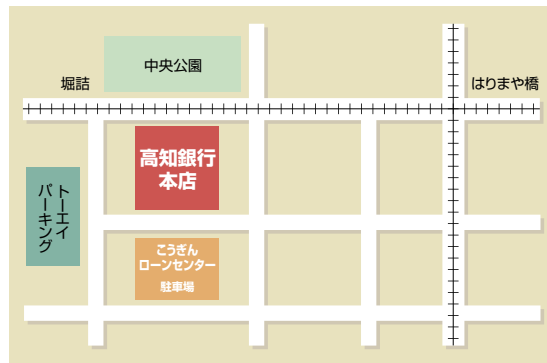 中央公園
堀詰
はりまや橋
高知銀行
本店
トーエイ
パーキング
こうぎん
ローンセンター
駐車場